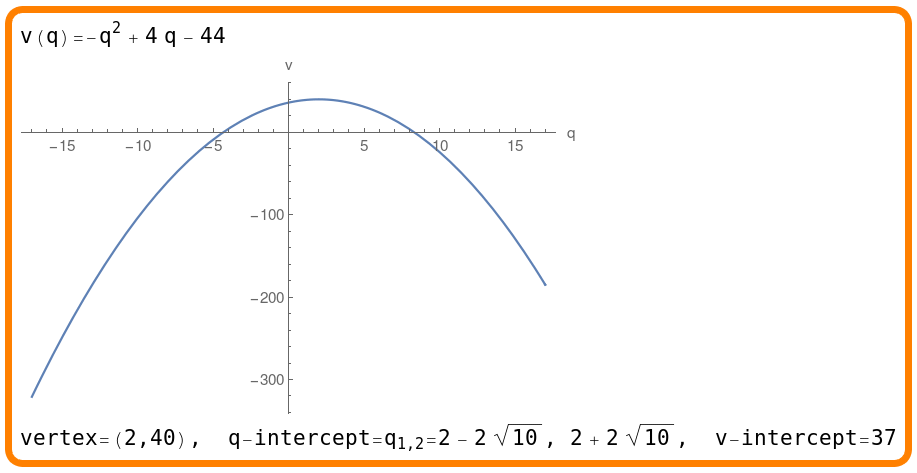 v(q)=-q² + 4 q - 44
v
q
-15 -10 -5 5 10 15
-100
-200
-300
vertex=(2,40), q-intercept=q₁,₂=2 - 2 √10, 2 + 2 √10, v-intercept=37